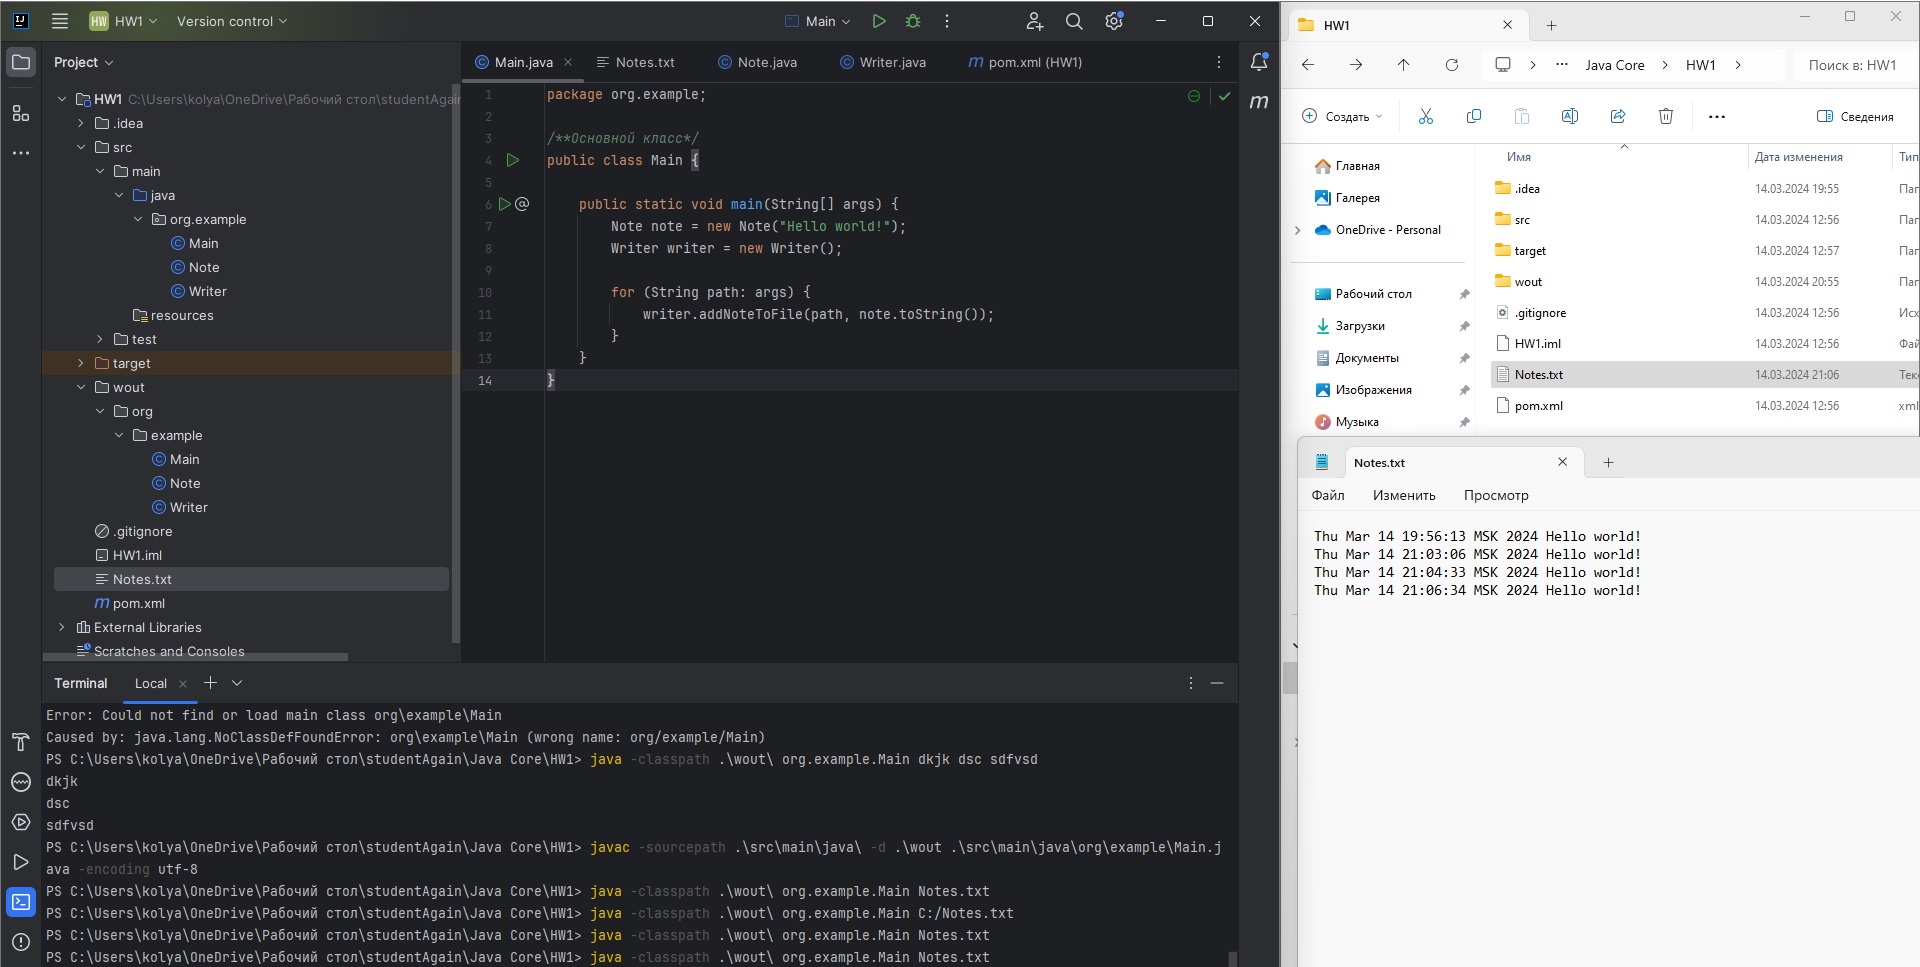 HW HW1 Version control Main
Project
HW1 C:\Users\kolya\OneDrive\Рабочий стол\studentAgain
.idea
src
main
java
org.example
Main
Note
Writer
resources
test
target
wout
org
example
Main
Note
Writer
.gitignore
HW1.iml
Notes.txt
m pom.xml
External Libraries
Scratches and Consoles
Main.java Notes.txt Note.java Writer.java m pom.xml (HW1)
1 package org.example;
2
3 /**Основной класс*/
4 public class Main {
5
6 public static void main(String[] args) {
7 Note note = new Note("Hello world!");
8 Writer writer = new Writer();
9
10 for (String path: args) {
11 writer.addNoteToFile(path, note.toString());
12 }
13 }
14 }
Terminal Local
Error: Could not find or load main class org\example\Main
Caused by: java.lang.NoClassDefFoundError: org\example\Main (wrong name: org/example/Main)
PS C:\Users\kolya\OneDrive\Рабочий стол\studentAgain\Java Core\HW1> java -classpath .\wout\ org.example.Main dkjk dsc sdfvsd
dkjk
dsc
sdfvsd
PS C:\Users\kolya\OneDrive\Рабочий стол\studentAgain\Java Core\HW1> javac -sourcepath .\src\main\java\ -d .\wout .\src\main\java\org\example\Main.j
ava -encoding utf-8
PS C:\Users\kolya\OneDrive\Рабочий стол\studentAgain\Java Core\HW1> java -classpath .\wout\ org.example.Main Notes.txt
PS C:\Users\kolya\OneDrive\Рабочий стол\studentAgain\Java Core\HW1> java -classpath .\wout\ org.example.Main C:/Notes.txt
PS C:\Users\kolya\OneDrive\Рабочий стол\studentAgain\Java Core\HW1> java -classpath .\wout\ org.example.Main Notes.txt
PS C:\Users\kolya\OneDrive\Рабочий стол\studentAgain\Java Core\HW1> java -classpath .\wout\ org.example.Main Notes.txt
HW1
... Java Core > HW1 > Поиск в: HW1
Создать Сведения
Главная
Галерея
OneDrive - Personal
Рабочий стол
Загрузки
Документы
Изображения
Музыка
Имя Дата изменения Тип
.idea 14.03.2024 19:55 Пап
src 14.03.2024 12:56 Пап
target 14.03.2024 12:57 Пап
wout 14.03.2024 20:55 Пап
.gitignore 14.03.2024 12:56 Исх
HW1.iml 14.03.2024 12:56 Фай
Notes.txt 14.03.2024 21:06 Текс
pom.xml 14.03.2024 12:56 xml
Notes.txt
Файл Изменить Просмотр
Thu Mar 14 19:56:13 MSK 2024 Hello world!
Thu Mar 14 21:03:06 MSK 2024 Hello world!
Thu Mar 14 21:04:33 MSK 2024 Hello world!
Thu Mar 14 21:06:34 MSK 2024 Hello world!